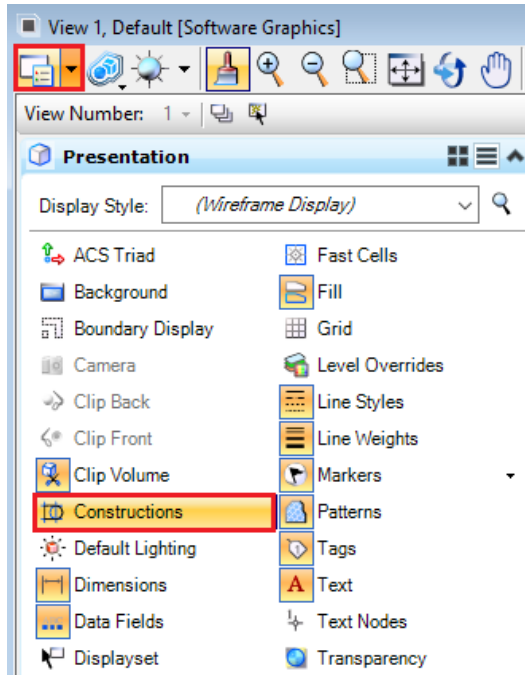 View 1, Default [Software Graphics]
View Number: 1
Presentation
Display Style: (Wireframe Display)
ACS Triad Fast Cells
Background Fill
Boundary Display Grid
Camera Level Overrides
Clip Back Line Styles
Clip Front Line Weights
Clip Volume Markers
Constructions Patterns
Default Lighting Tags
Dimensions A Text
Data Fields Text Nodes
Displayset Transparency